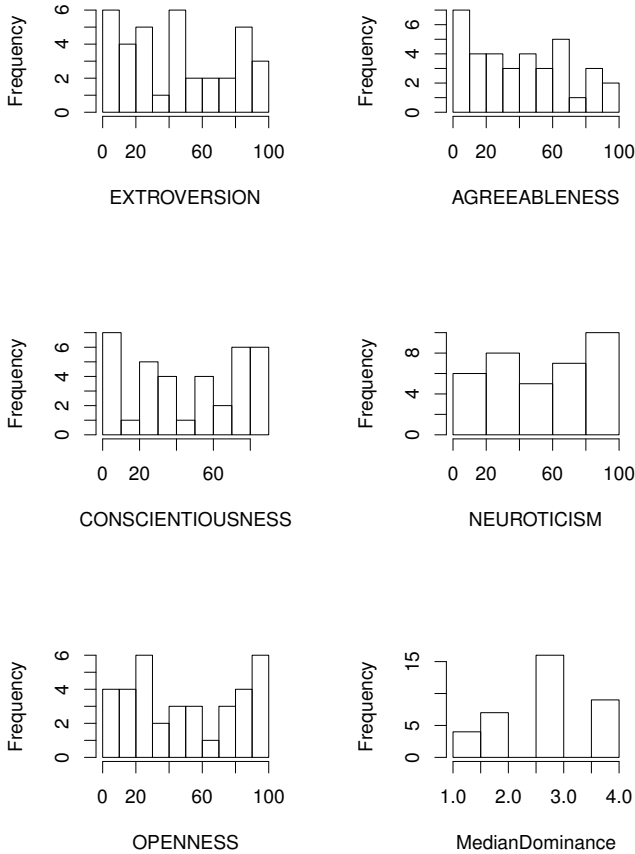 Frequency
0 2 4 6
0 20 60 100
EXTROVERSION
Frequency
0 2 4 6
0 20 60 100
AGREEABLENESS
Frequency
0 2 4 6
0 20 60
CONSCIENTIOUSNESS
Frequency
0 4 8
0 20 60 100
NEUROTICISM
Frequency
0 2 4 6
0 20 60 100
OPENNESS
Frequency
0 5 15
1.0 2.0 3.0 4.0
MedianDominance